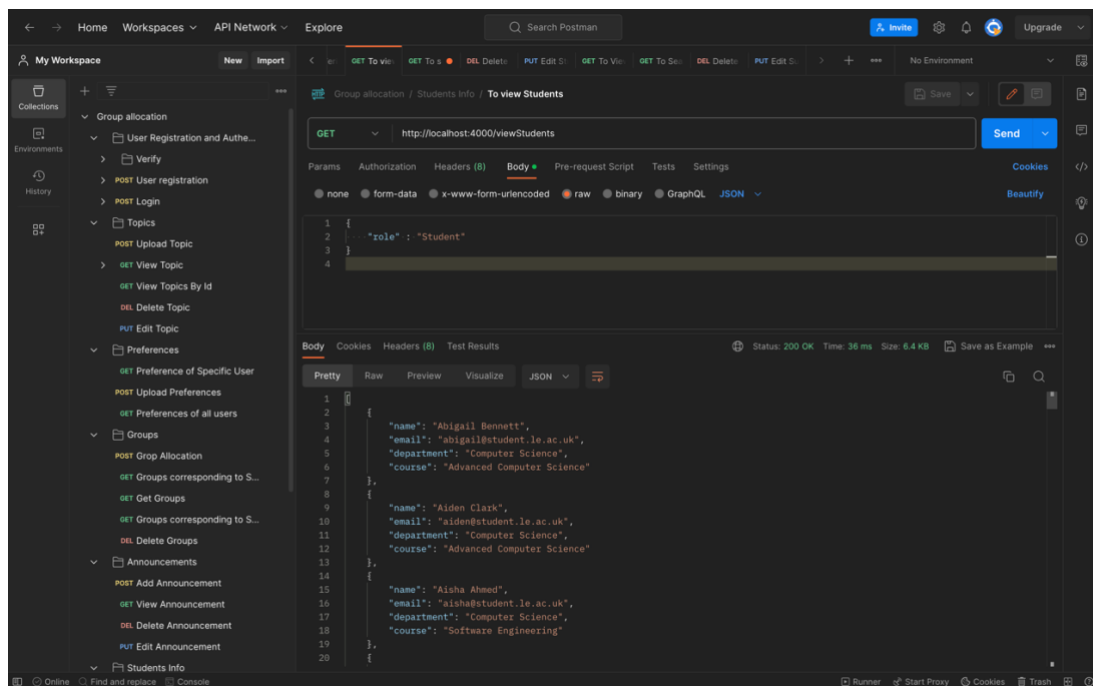 Home Workspaces API Network Explore Search Postman Invite Upgrade
My Workspace New Import GET To vie DEL Delete GET To Vie DEL Delete No Environment
Group allocation / Students Info / To view Students Save
Collections
Environments
History
Group allocation
User Registration and Authe...
Verify
POST User registration
POST Login
Topics
POST Upload Topic
GET View Topic
GET View Topics By Id
DEL Delete Topic
PUT Edit Topic
Preferences
GET Preference of Specific User
POST Upload Preferences
GET Preferences of all users
Groups
POST Grop Allocation
GET Groups corresponding to S...
GET Get Groups
GET Groups corresponding to S...
DEL Delete Groups
Announcements
POST Add Announcement
GET View Announcement
DEL Delete Announcement
PUT Edit Announcement
Students Info
GET http://localhost:4000/viewStudents Send
Params Authorization Headers (8) Body Pre-request Script Tests Settings Cookies
none form-data x-www-form-urlencoded raw binary GraphQL JSON Beautify
1 {
2 "role" : "Student"
3 }
4
Body Cookies Headers (8) Test Results Status: 200 OK Time: 36 ms Size: 6.4 KB Save as Example
Pretty Raw Preview Visualize JSON
1 [
2 {
3 "name": "Abigail Bennett",
4 "email": "abigail@student.le.ac.uk",
5 "department": "Computer Science",
6 "course": "Advanced Computer Science"
7 },
8 {
9 "name": "Aiden Clark",
10 "email": "aiden@student.le.ac.uk",
11 "department": "Computer Science",
12 "course": "Advanced Computer Science"
13 },
14 {
15 "name": "Aisha Ahmed",
16 "email": "aisha@student.le.ac.uk",
17 "department": "Computer Science",
18 "course": "Software Engineering"
19 },
20 {
Online Find and replace Console Runner Start Proxy Cookies Trash